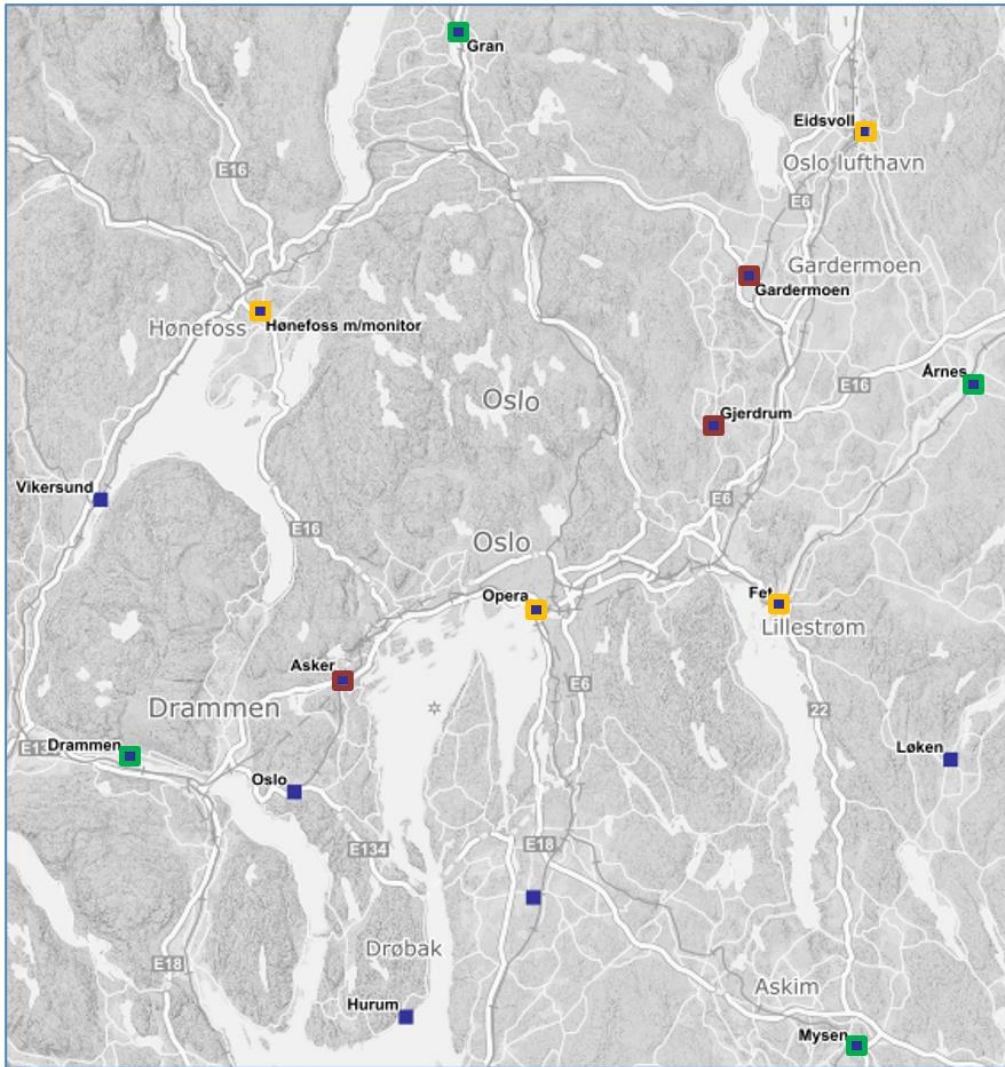 Gran
Eidsvoll
Oslo lufthavn
E16
E6
Gardermoen
Gardermoen
Hønefoss
Hønefoss m/monitor
Årnes
E16
Oslo
Gjerdrum
Vikersund
E6
E16
Oslo
Opera
Fet
Lillestrøm
Asker
E6
Drammen
22
Drammen
Løken
Oslo
E134
E18
Drøbak
E18
Askim
Hurum
Mysen